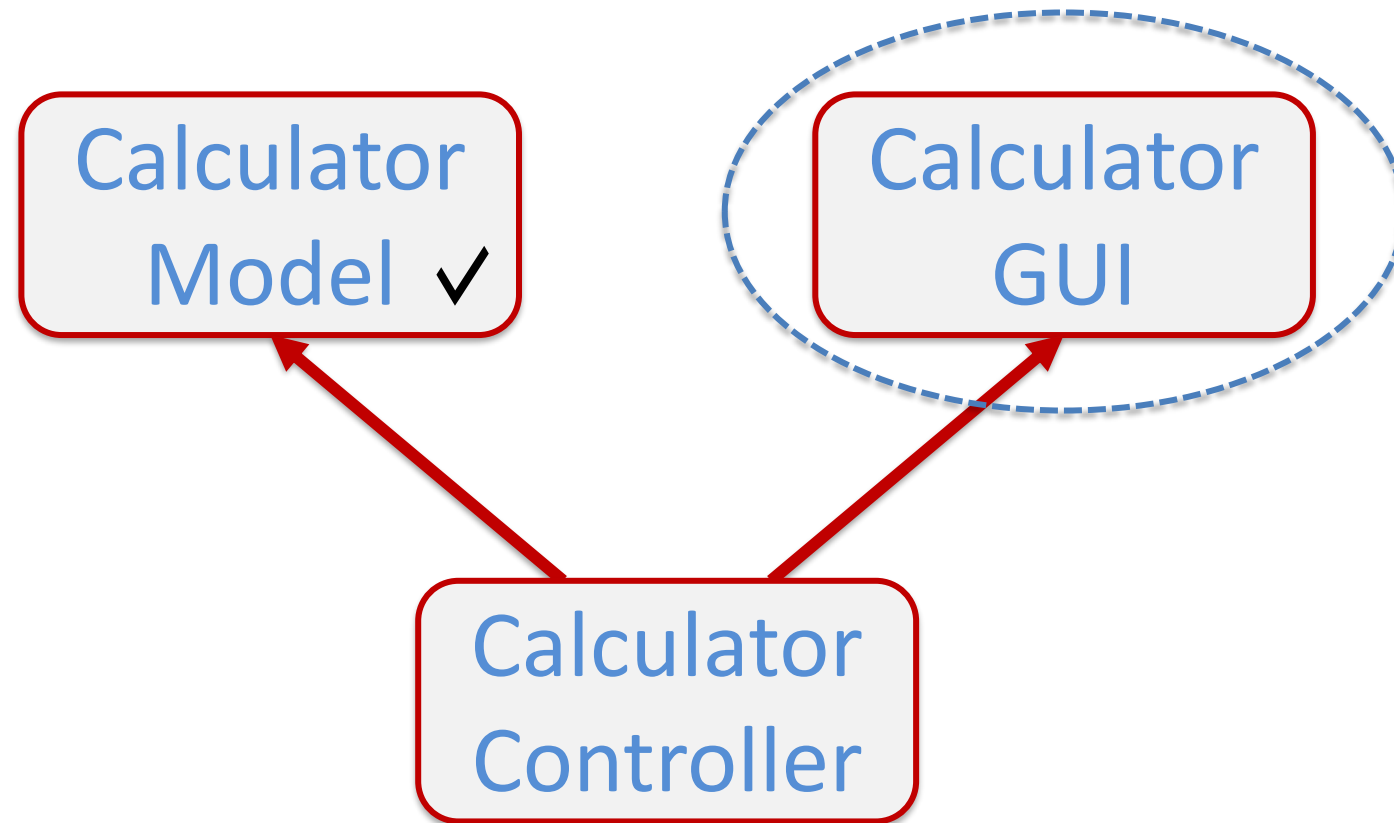 Calculator
Model ✓
Calculator
GUI
Calculator
Controller